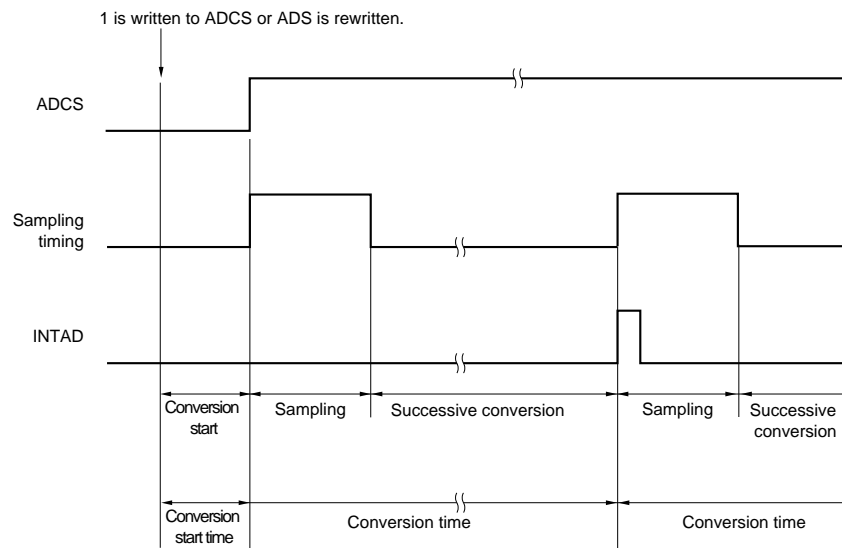 1 is written to ADCS or ADS is rewritten.
ADCS
Sampling
timing
INTAD
Conversion
start
Sampling
Successive conversion
Sampling
Successive
conversion
Conversion
start time
Conversion time
Conversion time